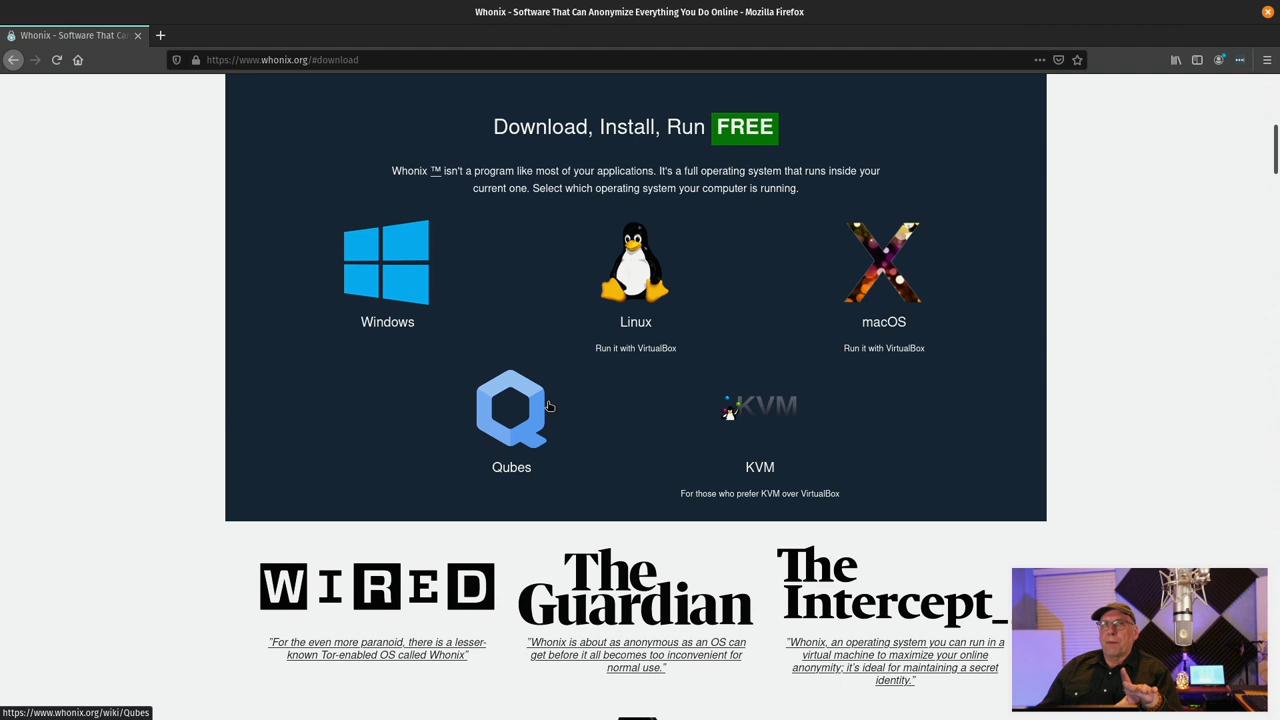 Whonix - Software That Can Anonymize Everything You Do Online - Mozilla Firefox
Whonix - Software That Ca
https://www.whonix.org/#download
Download, Install, Run FREE
Whonix ™ isn't a program like most of your applications. It's a full operating system that runs inside your
current one. Select which operating system your computer is running.
Windows
Linux
macOS
Run it with VirtualBox
Run it with VirtualBox
KVM
Qubes
KVM
For those who prefer KVM over VirtualBox
WIRED
The
Guardian
The
Intercept_
"For the even more paranoid, there is a lesser-
known Tor-enabled OS called Whonix"
"Whonix is about as anonymous as an OS can
get before it all becomes too inconvenient for
normal use."
"Whonix, an operating system you can run in a
virtual machine to maximize your online
anonymity; it's ideal for maintaining a secret
identity."
https://www.whonix.org/wiki/Qubes